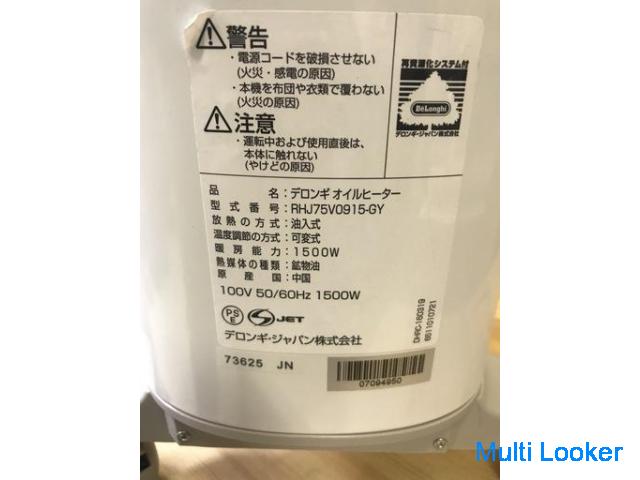 警告
・電源コードを破損させない
(火災・感電の原因)
・本機を布団や衣類で覆わない
(火災の原因)
注意
・運転中および使用直後は、
本体に触れない
(やけどの原因)
再資源化システム付
DeLonghi
デロンギ・ジャパン株式会社
品名：デロンギ オイルヒーター
型式番号：RHJ75V0915-GY
放熱の方式：油入式
温度調節の方式：可変式
暖房能力：1500W
熱媒体の種類：鉱物油
原産国：中国
100V 50/60Hz 1500W
PS
E
JET
デロンギ・ジャパン株式会社
73625 JN
07094950
DHRC-160319
6511010721
Multi Looker